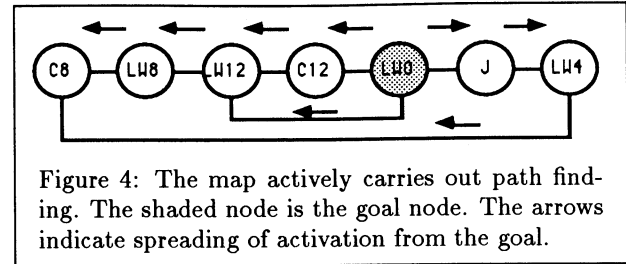 C8 LW8 LW12 C12 LW0 J LW4
Figure 4: The map actively carries out path find-
ing. The shaded node is the goal node. The arrows
indicate spreading of activation from the goal.